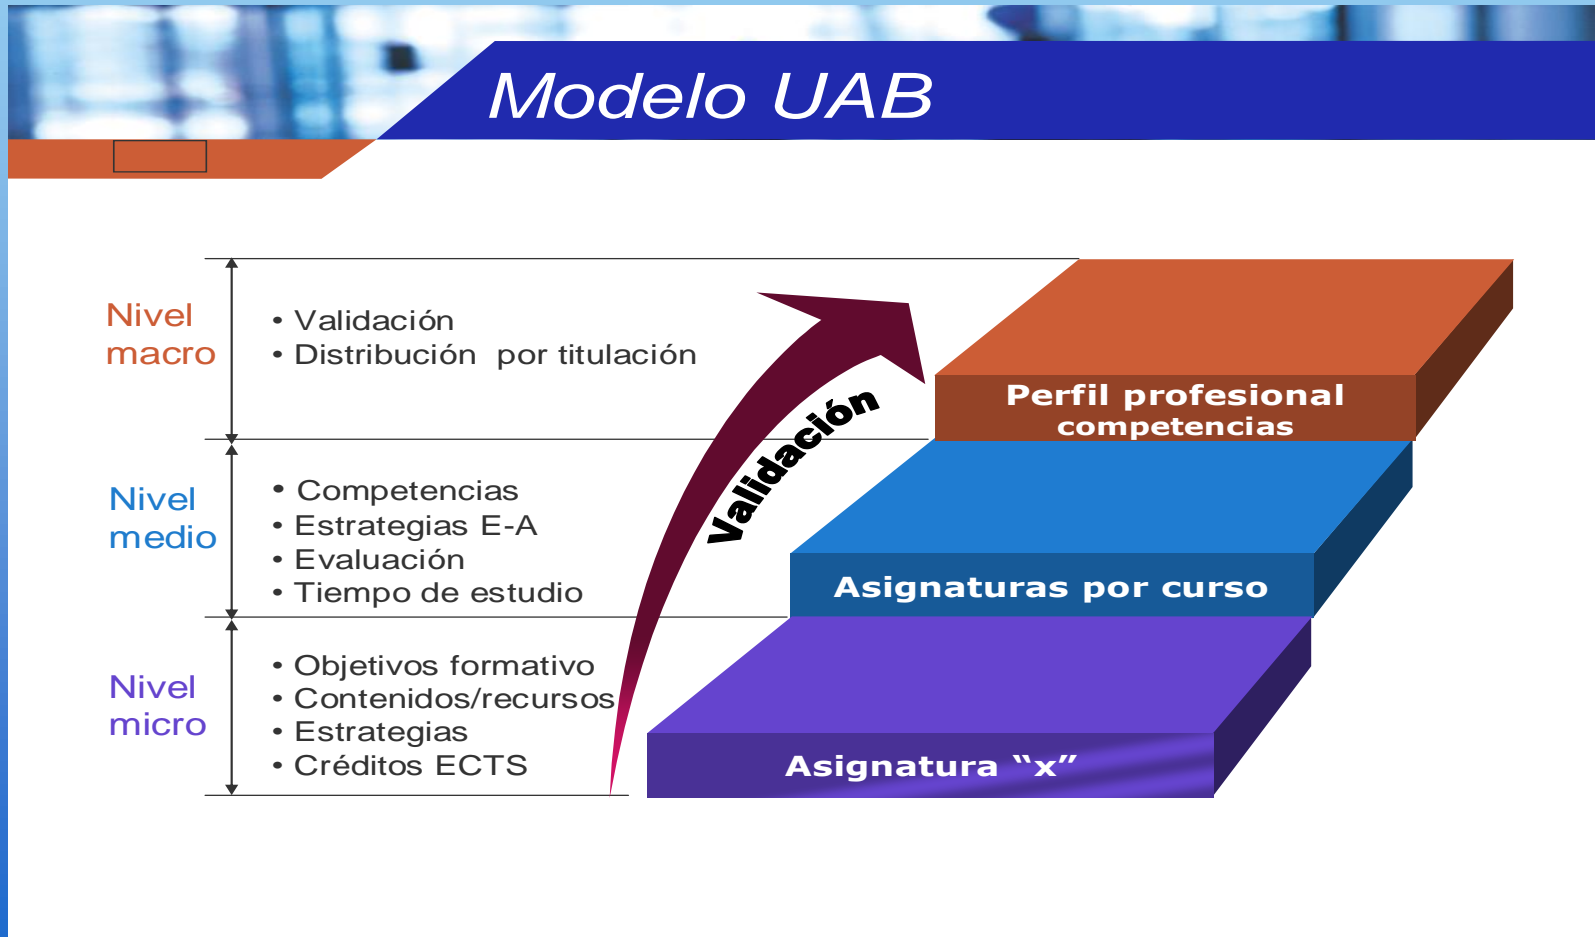 Modelo UAB
Nivel
macro
• Validación
• Distribución por titulación
Nivel
medio
• Competencias
• Estrategias E-A
• Evaluación
• Tiempo de estudio
Nivel
micro
• Objetivos formativo
• Contenidos/recursos
• Estrategias
• Créditos ECTS
Validación
Perfil profesional
competencias
Asignaturas por curso
Asignatura “x”